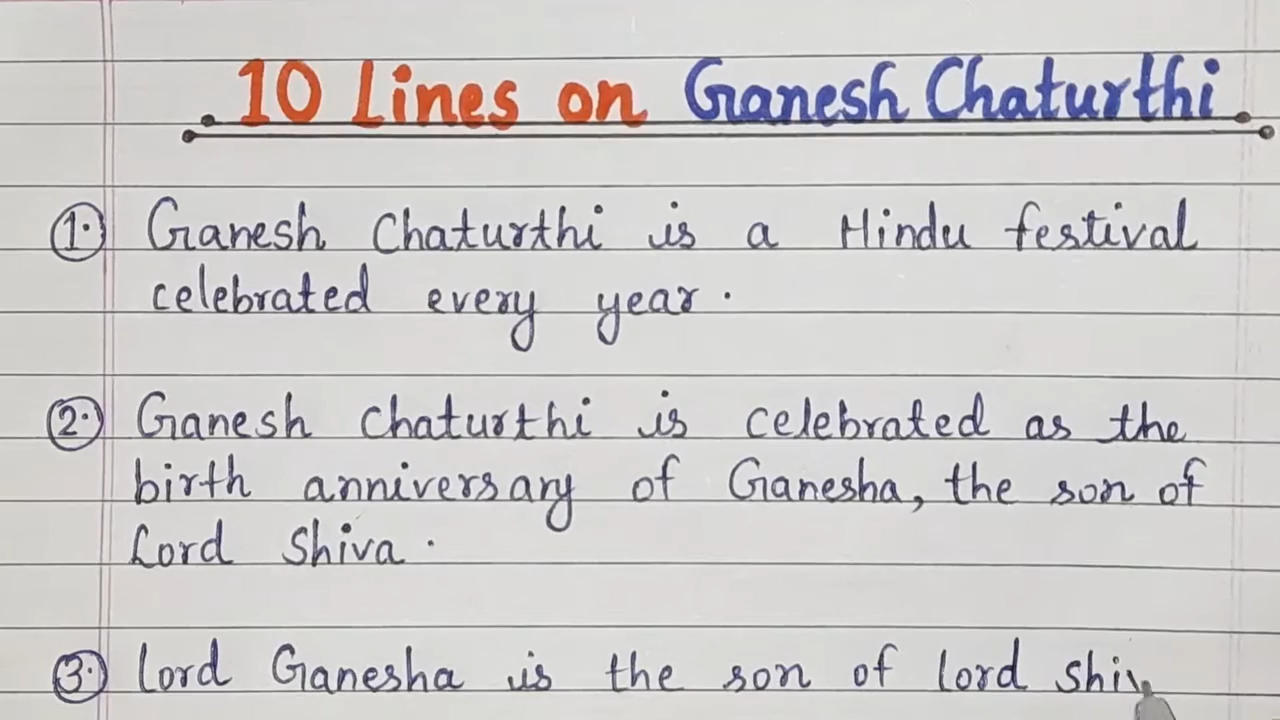 10 Lines on Ganesh Chaturthi.
1. Ganesh Chaturthi is a Hindu festival
celebrated every year.
2. Ganesh Chaturthi is celebrated as the
birth anniversary of Ganesha, the son of
Lord Shiva.
3. Lord Ganesha is the son of Lord Shiv